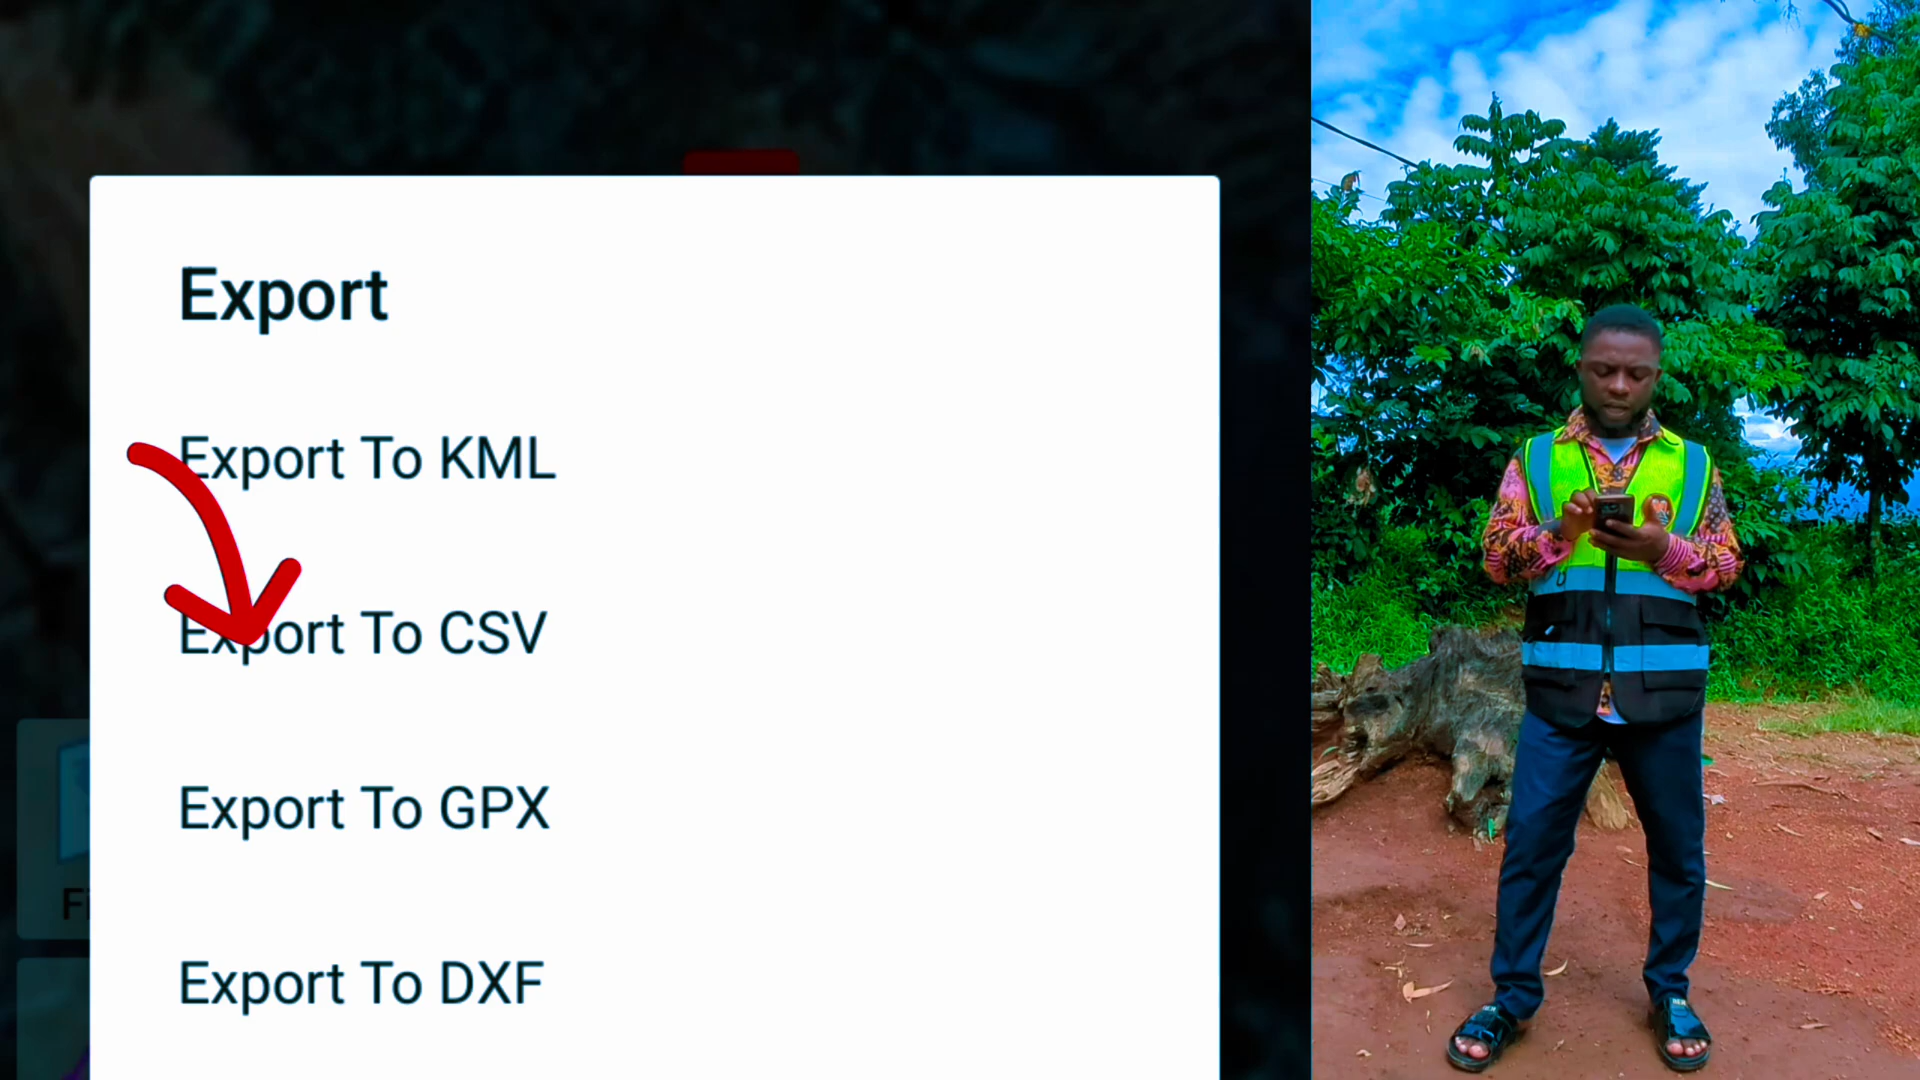 Export
Export To KML
Export To CSV
Export To GPX
Export To DXF